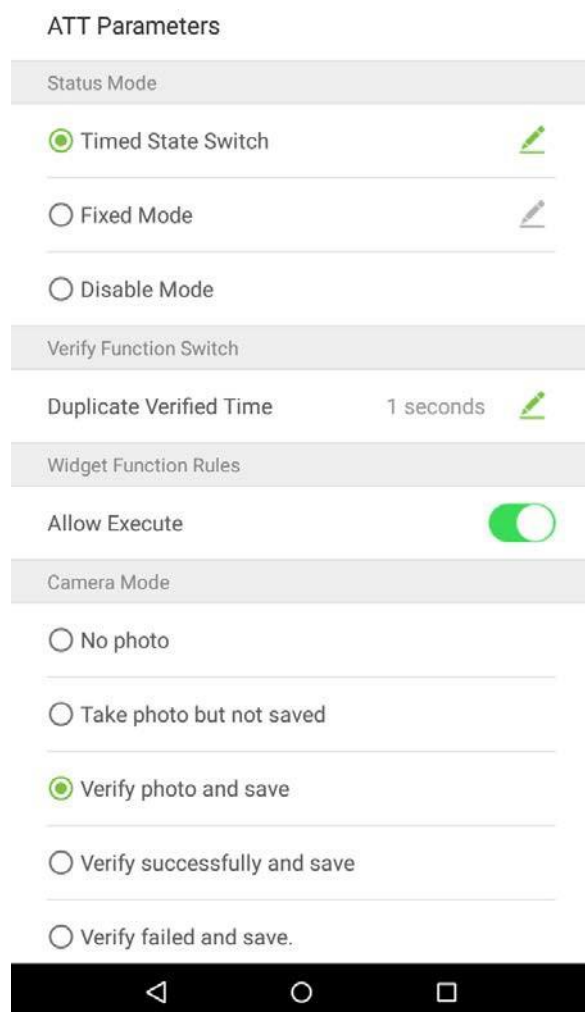 ATT Parameters
Status Mode
Timed State Switch
Fixed Mode
Disable Mode
Verify Function Switch
Duplicate Verified Time 1 seconds
Widget Function Rules
Allow Execute
Camera Mode
No photo
Take photo but not saved
Verify photo and save
Verify successfully and save
Verify failed and save.